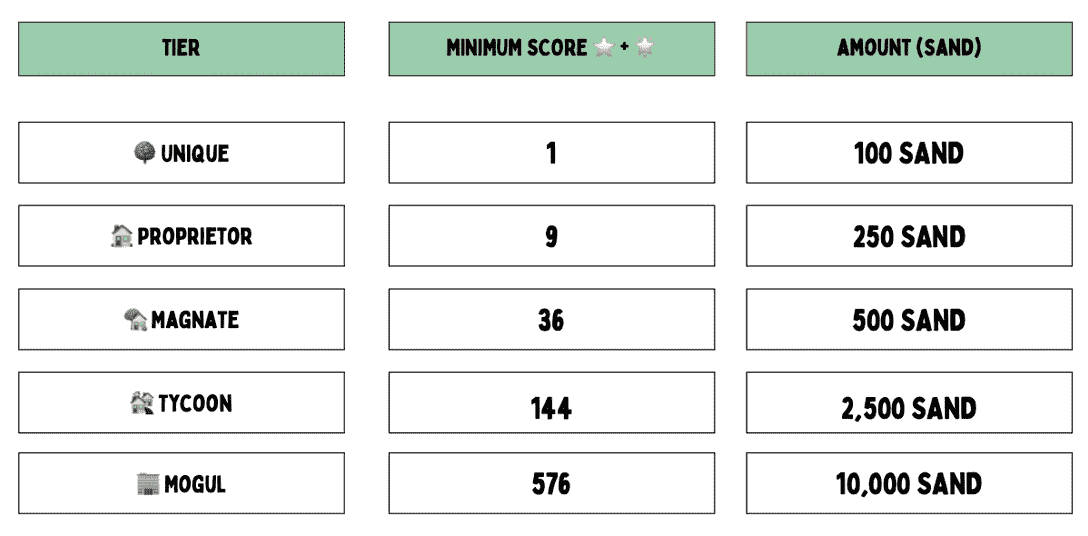 TIER
MINIMUM SCORE ⭐ + 🌟
AMOUNT (SAND)
UNIQUE
1
100 SAND
PROPRIETOR
9
250 SAND
MAGNATE
36
500 SAND
TYCOON
144
2,500 SAND
MOGUL
576
10,000 SAND